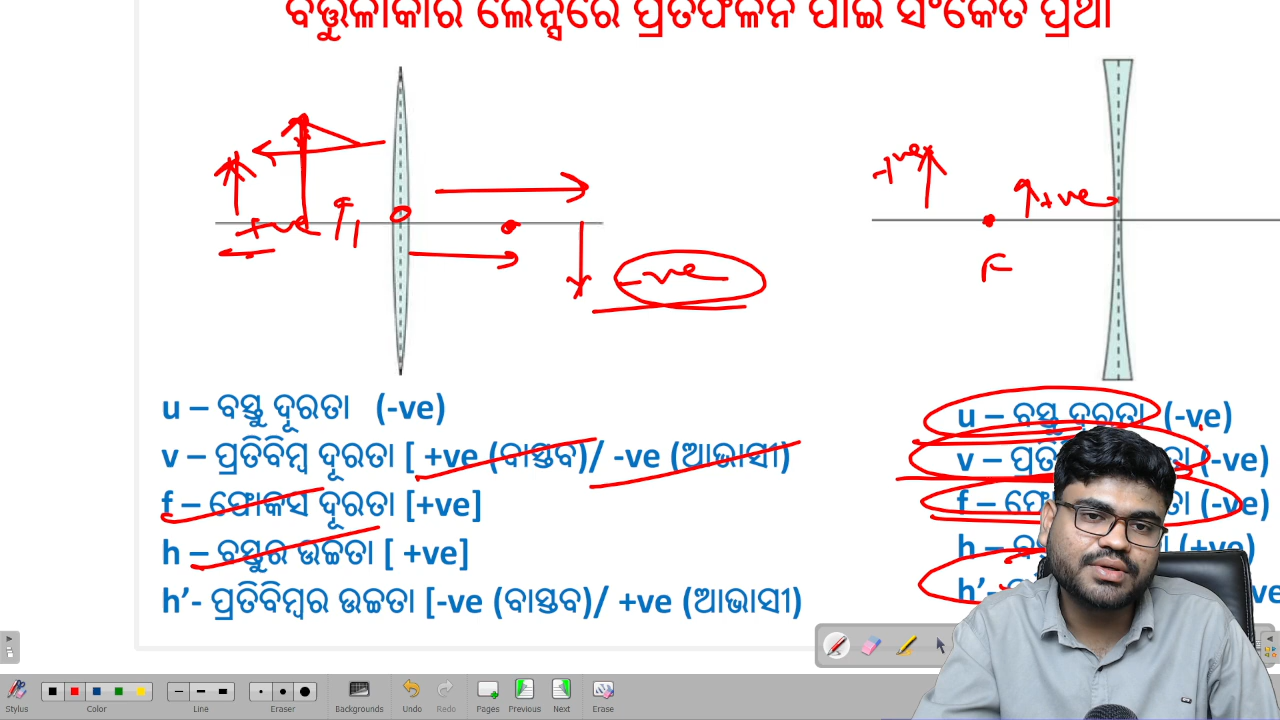 ବର୍ତ୍ତୁଳାକାର ଲେନ୍ସରେ ପ୍ରତିଫଳନ ପାଇଁ ସଂକେତ ପ୍ରଥା
+ve
-ve
+ve
+ve
F
O
u – ବସ୍ତୁ ଦୂରତା (-ve)
v – ପ୍ରତିବିମ୍ବ ଦୂରତା [ +ve (ବାସ୍ତବ)/ -ve (ଆଭାସୀ)
f – ଫୋକସ ଦୂରତା [+ve]
h – ବସ୍ତୁର ଉଚ୍ଚତା [ +ve]
h’- ପ୍ରତିବିମ୍ବର ଉଚ୍ଚତା [-ve (ବାସ୍ତବ)/ +ve (ଆଭାସୀ)
u – ବସ୍ତୁ ଦୂରତା (-ve)
v – (-ve)
f – (-ve)
h – (+ve)
h’-
Stylus
Color
Line
Eraser
Backgrounds
Undo
Redo
Pages
Previous
Next
Erase